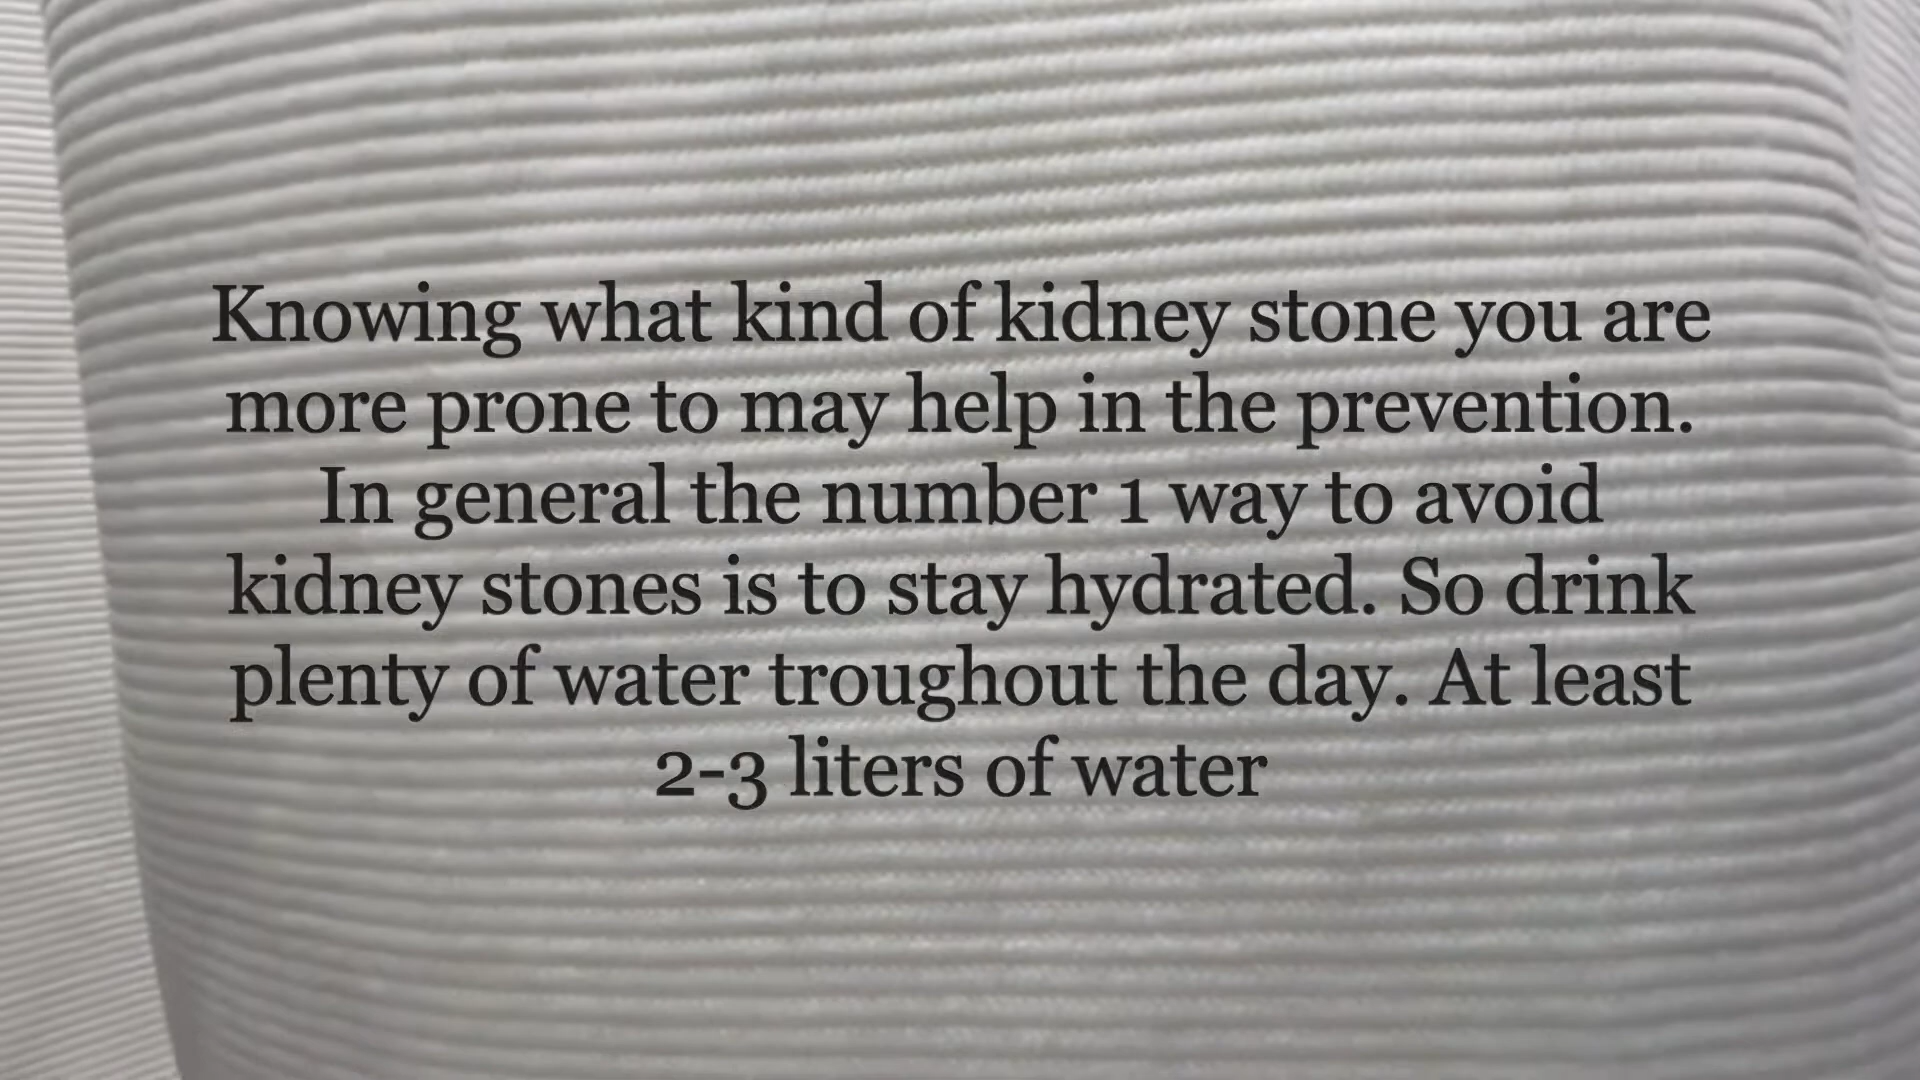 Knowing what kind of kidney stone you are
more prone to may help in the prevention.
In general the number 1 way to avoid
kidney stones is to stay hydrated. So drink
plenty of water troughout the day. At least
2-3 liters of water